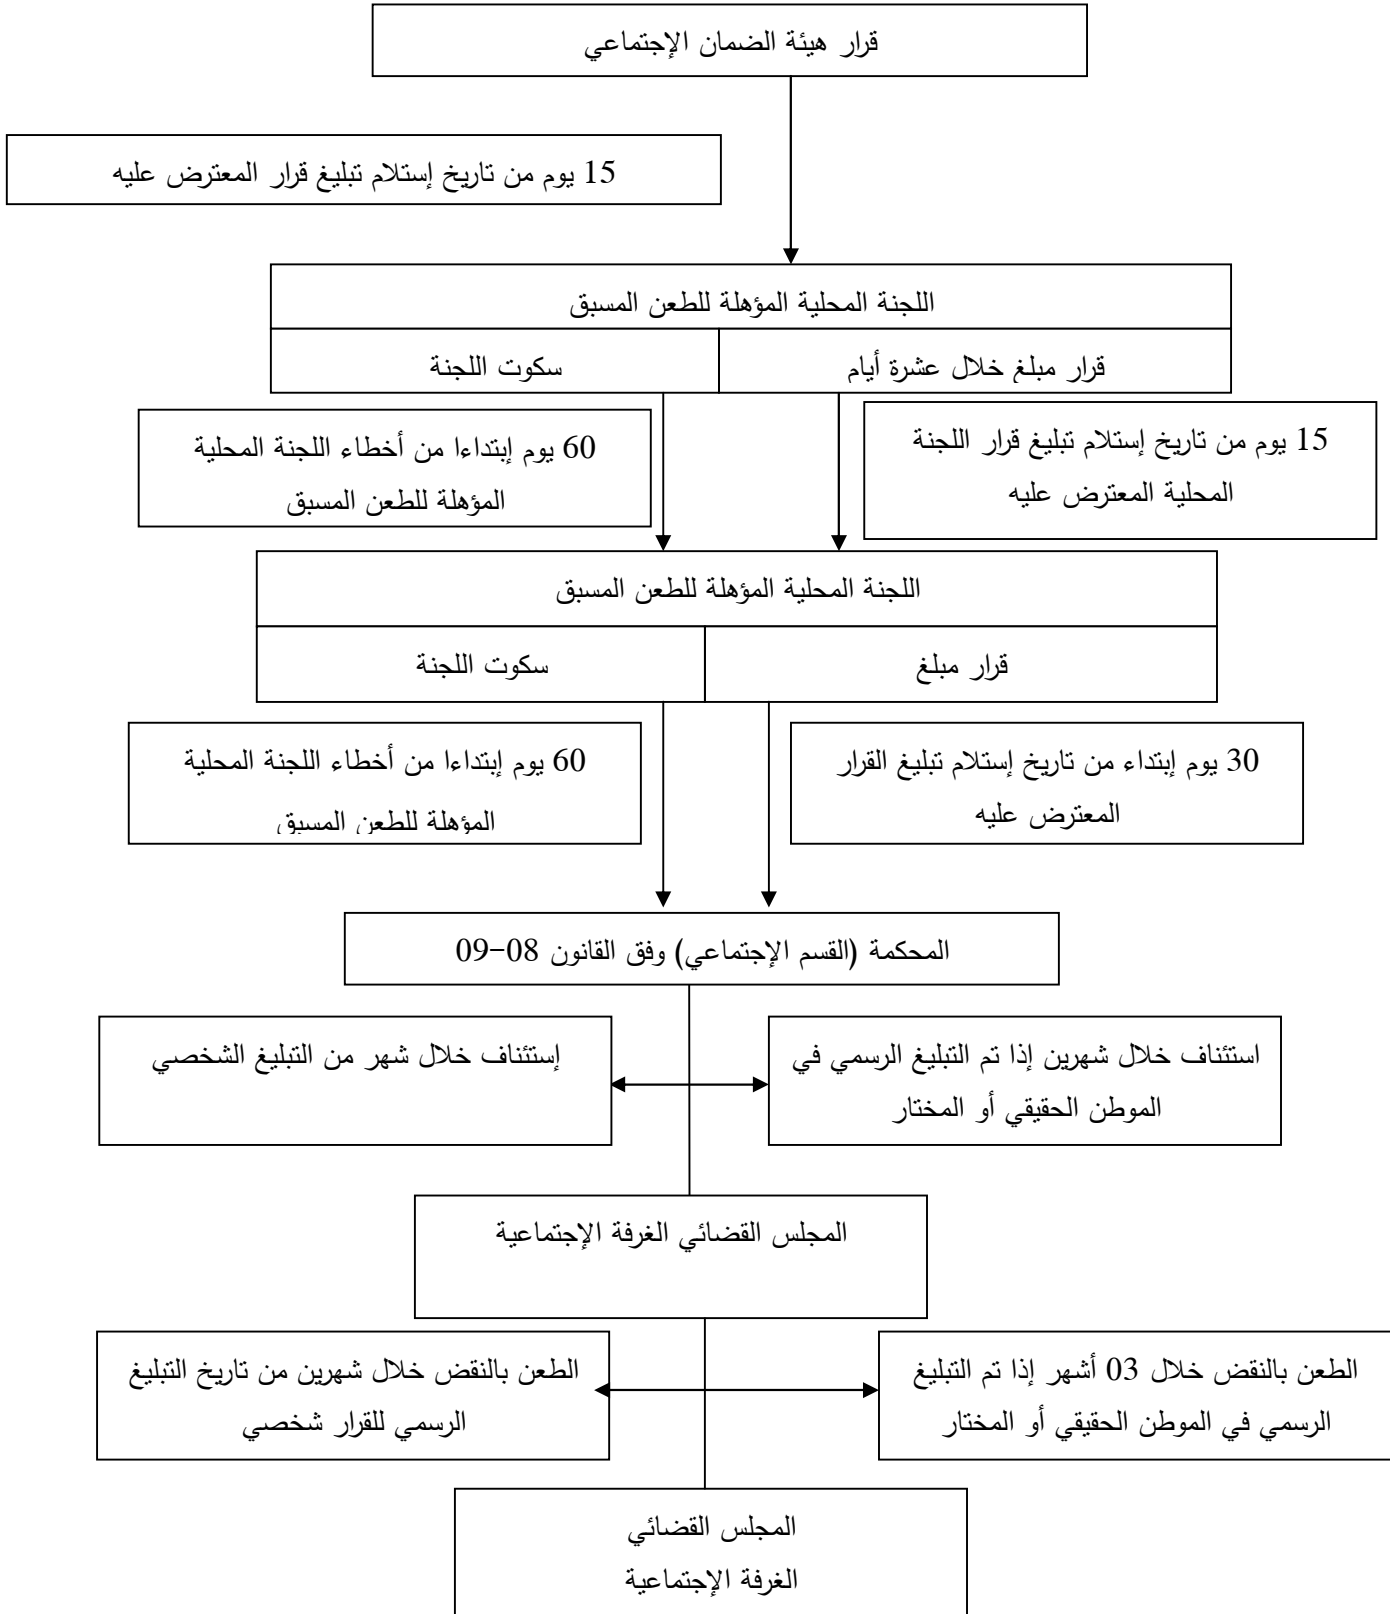 قرار هيئة الضمان الإجتماعي
15 يوم من تاريخ إستلام تبليغ قرار المعترض عليه
اللجنة المحلية المؤهلة للطعن المسبق
قرار مبلغ خلال عشرة أيام
سكوت اللجنة
15 يوم من تاريخ إستلام تبليغ قرار اللجنة
المحلية المعترض عليه
60 يوم إبتداءا من أخطاء اللجنة المحلية
المؤهلة للطعن المسبق
اللجنة المحلية المؤهلة للطعن المسبق
قرار مبلغ
سكوت اللجنة
30 يوم إبتداء من تاريخ إستلام تبليغ القرار
المعترض عليه
60 يوم إبتداءا من أخطاء اللجنة المحلية
المؤهلة للطعن المسبق
المحكمة (القسم الإجتماعي) وفق القانون 08-09
استئناف خلال شهرين إذا تم التبليغ الرسمي في
الموطن الحقيقي أو المختار
إستئناف خلال شهر من التبليغ الشخصي
المجلس القضائي الغرفة الإجتماعية
الطعن بالنقض خلال 03 أشهر إذا تم التبليغ
الرسمي في الموطن الحقيقي أو المختار
الطعن بالنقض خلال شهرين من تاريخ التبليغ
الرسمي للقرار شخصي
المجلس القضائي
الغرفة الإجتماعية